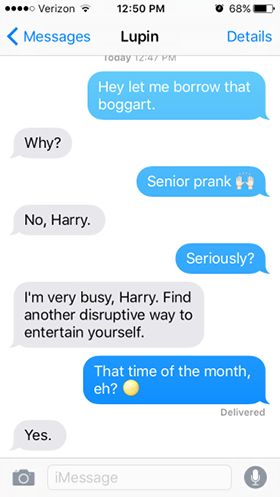 Verizon 12:50 PM 68%
Messages Lupin Details
Today 12:47 PM
Hey let me borrow that
boggart.
Why?
Senior prank 🙌🏻
No, Harry.
Seriously?
I'm very busy, Harry. Find
another disruptive way to
entertain yourself.
That time of the month,
eh? 🌕
Delivered
Yes.
iMessage